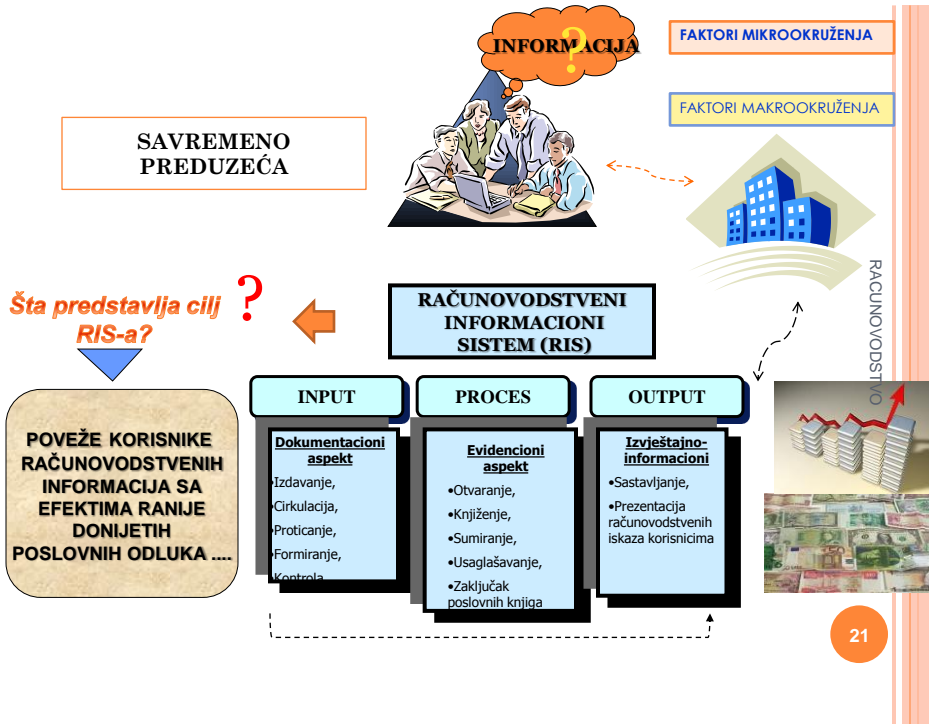 INFORMACIJA
?
FAKTORI MIKROOKRUŽENJA
FAKTORI MAKROOKRUŽENJA
SAVREMENO
PREDUZEĆA
RAČUNOVODSTVO
Šta predstavlja cilj
RIS-a?
?
RAČUNOVODSTVENI
INFORMACIONI
SISTEM (RIS)
POVEŽE KORISNIKE
RAČUNOVODSTVENIH
INFORMACIJA SA
EFEKTIMA RANIJE
DONIJETIH
POSLOVNIH ODLUKA ....
INPUT
Dokumentacioni
aspekt
•Izdavanje,
•Cirkulacija,
•Proticanje,
•Formiranje,
•Kontrola
PROCES
Evidencioni
aspekt
•Otvaranje,
•Knjiženje,
•Sumiranje,
•Usaglašavanje,
•Zaključak
poslovnih knjiga
OUTPUT
Izvještajno-
informacioni
•Sastavljanje,
•Prezentacija
računovodstvenih
iskaza korisnicima
21